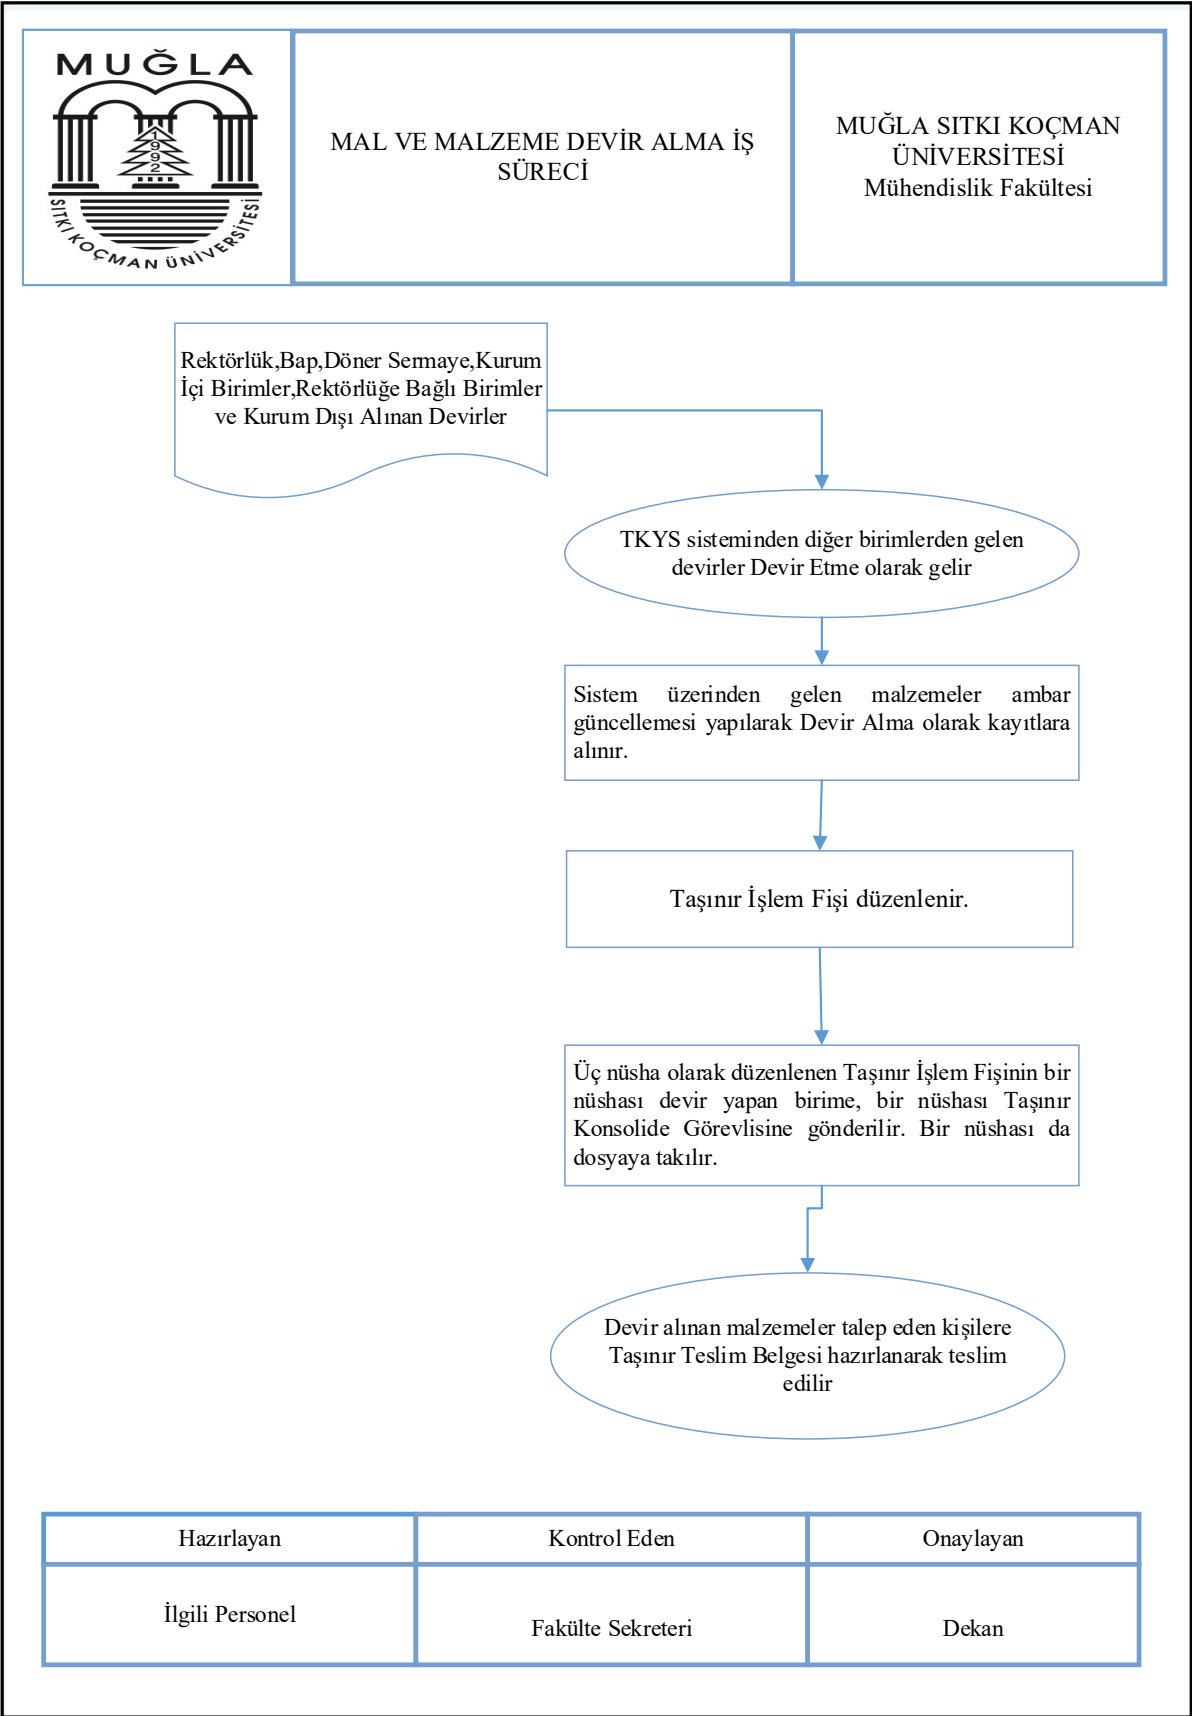 MUĞLA
1992
SITKI KOÇMAN ÜNİVERSİTESİ
MAL VE MALZEME DEVİR ALMA İŞ
SÜRECİ
MUĞLA SITKI KOÇMAN
ÜNİVERSİTESİ
Mühendislik Fakültesi
Rektörlük,Bap,Döner Sermaye,Kurum
İçi Birimler,Rektörlüğe Bağlı Birimler
ve Kurum Dışı Alınan Devirler
TKYS sisteminden diğer birimlerden gelen
devirler Devir Etme olarak gelir
Sistem üzerinden gelen malzemeler ambar
güncellemesi yapılarak Devir Alma olarak kayıtlara
alınır.
Taşınır İşlem Fişi düzenlenir.
Üç nüsha olarak düzenlenen Taşınır İşlem Fişinin bir
nüshası devir yapan birime, bir nüshası Taşınır
Konsolide Görevlisine gönderilir. Bir nüshası da
dosyaya takılır.
Devir alınan malzemeler talep eden kişilere
Taşınır Teslim Belgesi hazırlanarak teslim
edilir
Hazırlayan
Kontrol Eden
Onaylayan
İlgili Personel
Fakülte Sekreteri
Dekan